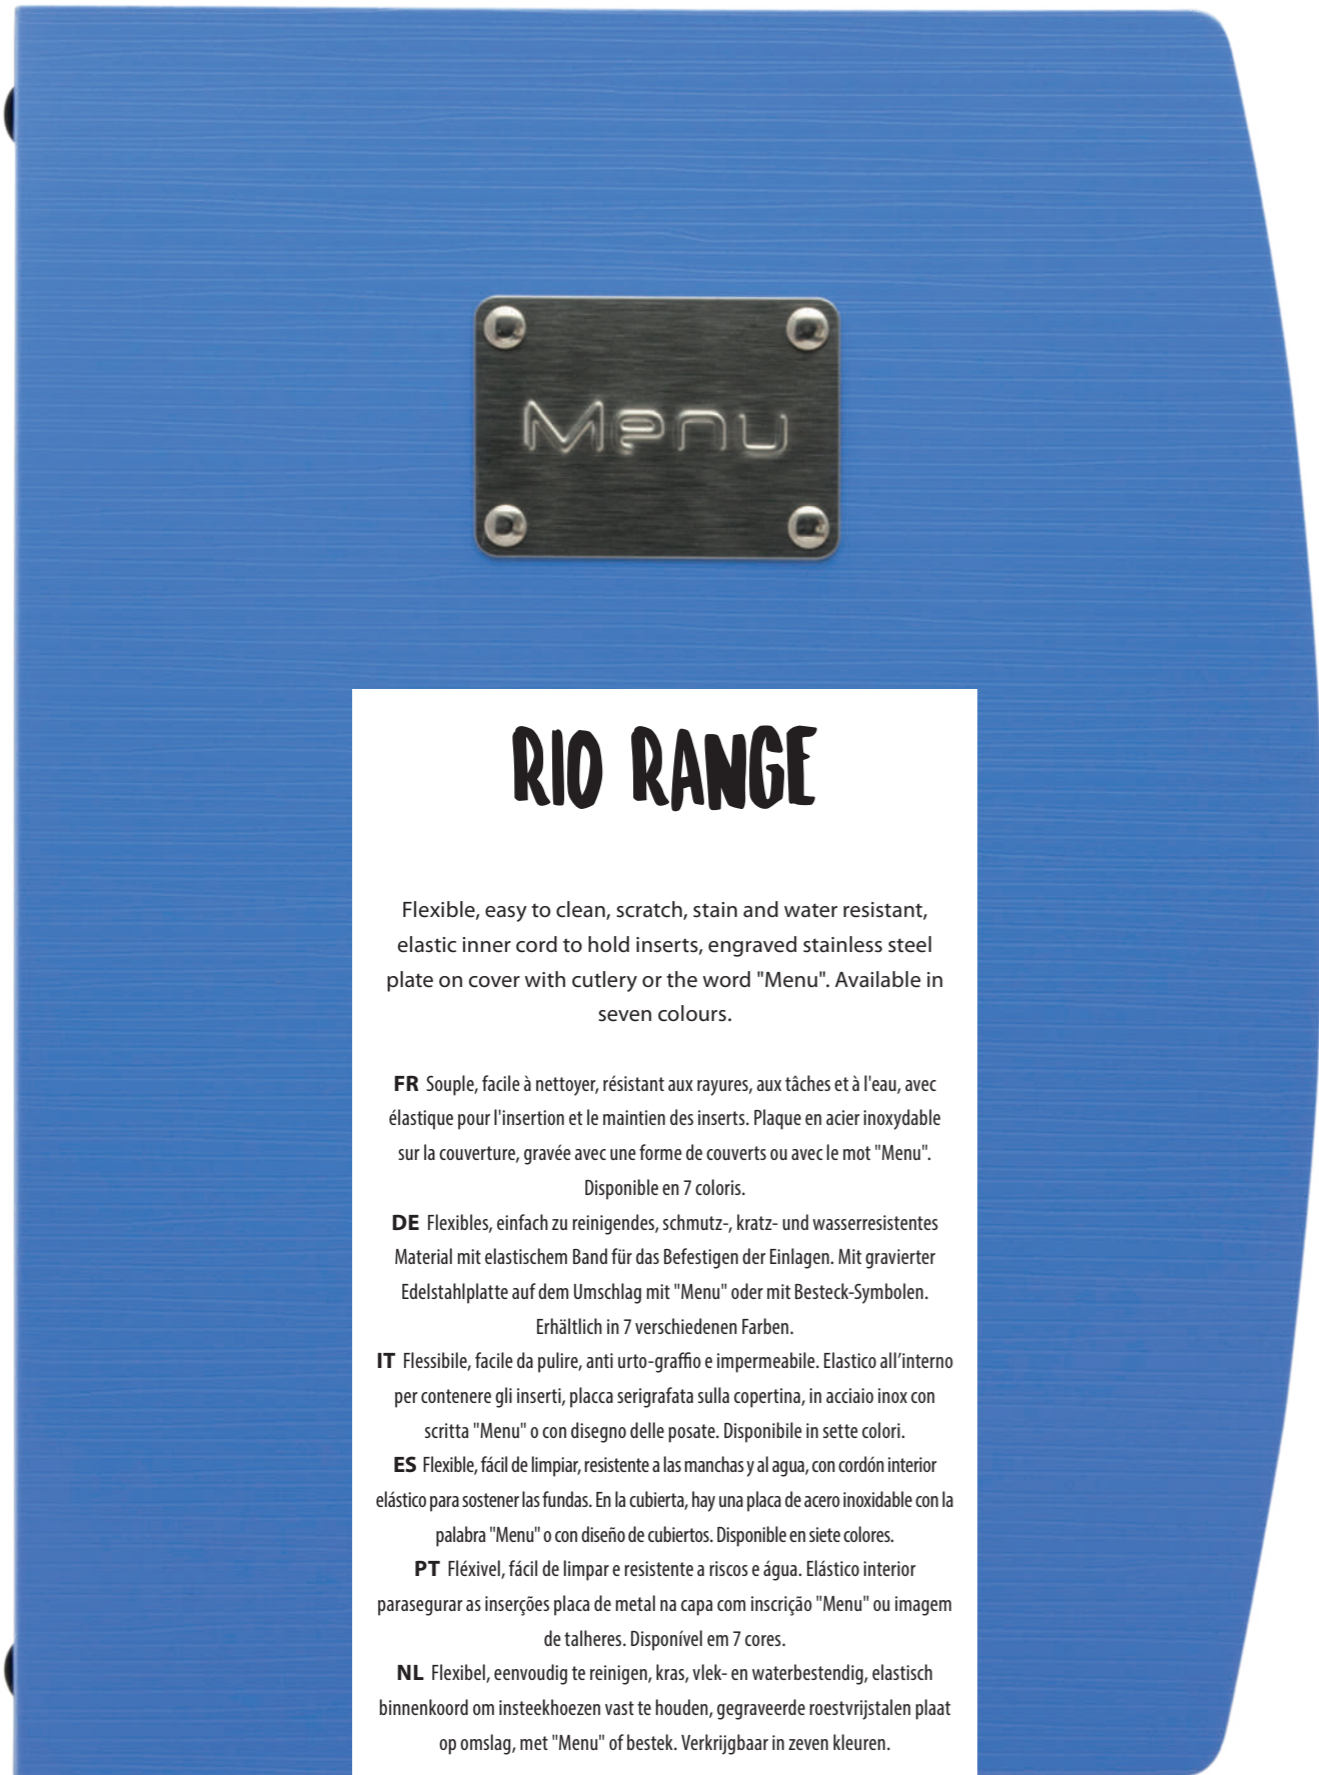 Menu
RIO RANGE
Flexible, easy to clean, scratch, stain and water resistant,
elastic inner cord to hold inserts, engraved stainless steel
plate on cover with cutlery or the word "Menu". Available in
seven colours.
FR Souple, facile à nettoyer, résistant aux rayures, aux tâches et à l'eau, avec
élastique pour l'insertion et le maintien des inserts. Plaque en acier inoxydable
sur la couverture, gravée avec une forme de couverts ou avec le mot "Menu".
Disponible en 7 coloris.
DE Flexibles, einfach zu reinigendes, schmutz-, kratz- und wasserresistentes
Material mit elastischem Band für das Befestigen der Einlagen. Mit gravierter
Edelstahlplatte auf dem Umschlag mit "Menu" oder mit Besteck-Symbolen.
Erhältlich in 7 verschiedenen Farben.
IT Flessibile, facile da pulire, anti urto-graffio e impermeabile. Elastico all’interno
per contenere gli inserti, placca serigrafata sulla copertina, in acciaio inox con
scritta "Menu" o con disegno delle posate. Disponibile in sette colori.
ES Flexible, fácil de limpiar, resistente a las manchas y al agua, con cordón interior
elástico para sostener las fundas. En la cubierta, hay una placa de acero inoxidable con la
palabra "Menu" o con diseño de cubiertos. Disponible en siete colores.
PT Fléxivel, fácil de limpar e resistente a riscos e água. Elástico interior
parasegurar as inserções placa de metal na capa com inscrição "Menu" ou imagem
de talheres. Disponível em 7 cores.
NL Flexibel, eenvoudig te reinigen, kras, vlek- en waterbestendig, elastisch
binnenkoord om insteekhoezen vast te houden, gegraveerde roestvrijstalen plaat
op omslag, met "Menu" of bestek. Verkrijgbaar in zeven kleuren.